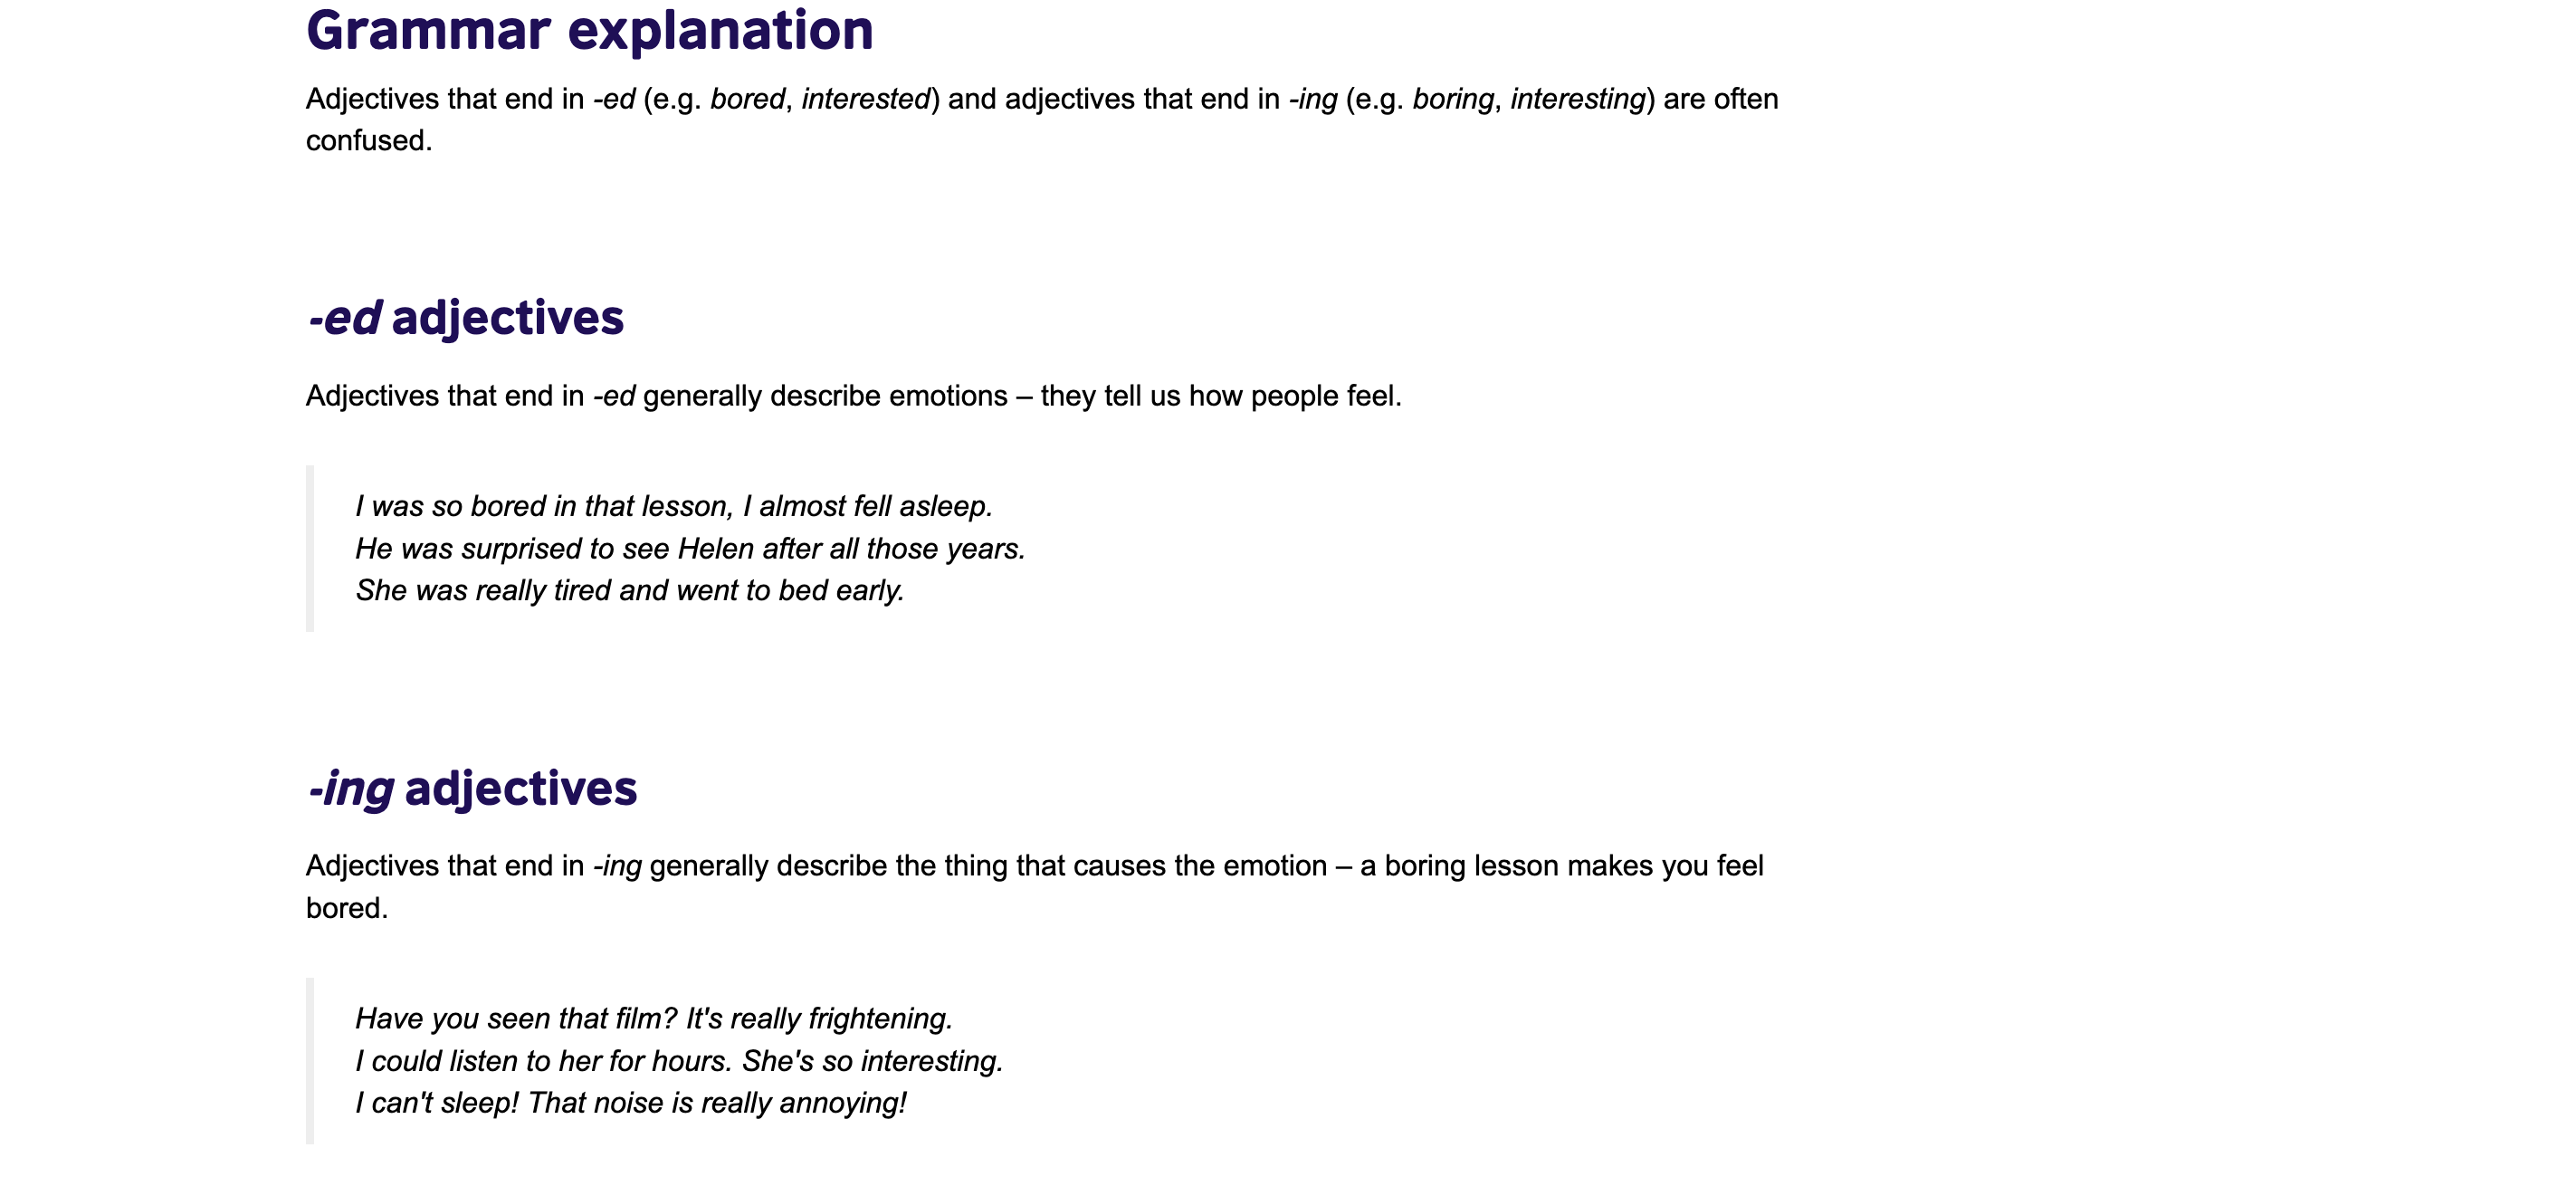 Grammar explanation
Adjectives that end in -ed (e.g. bored, interested) and adjectives that end in -ing (e.g. boring, interesting) are often
confused.
-ed adjectives
Adjectives that end in -ed generally describe emotions – they tell us how people feel.
I was so bored in that lesson, I almost fell asleep.
He was surprised to see Helen after all those years.
She was really tired and went to bed early.
-ing adjectives
Adjectives that end in -ing generally describe the thing that causes the emotion – a boring lesson makes you feel
bored.
Have you seen that film? It's really frightening.
I could listen to her for hours. She's so interesting.
I can't sleep! That noise is really annoying!